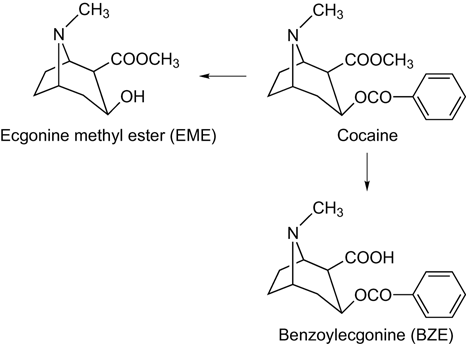 CH₃
N
COOCH₃
OH
Ecgonine methyl ester (EME)
CH₃
N
COOCH₃
OCO
Cocaine
CH₃
N
COOH
OCO
Benzoylecgonine (BZE)